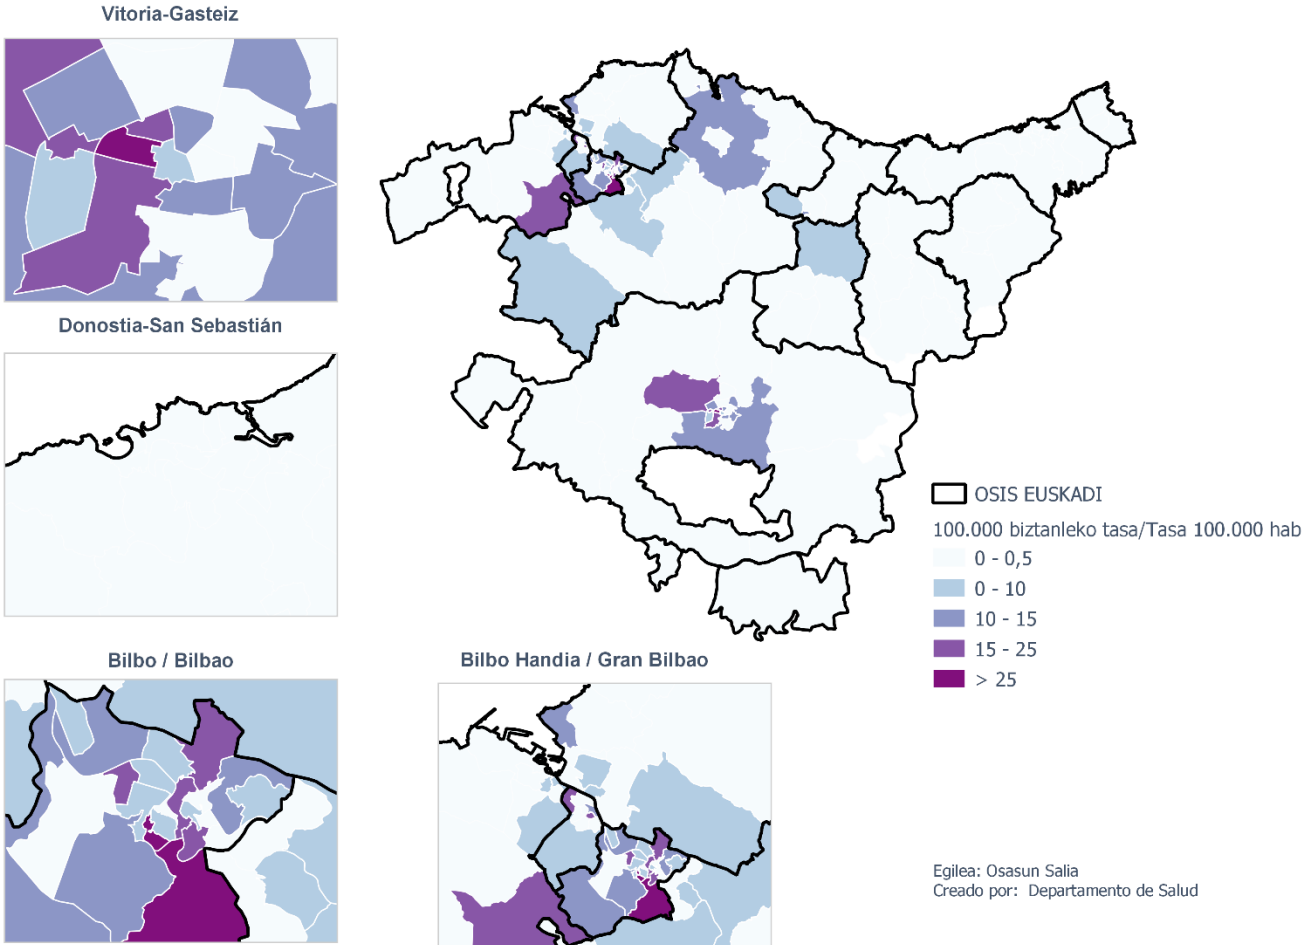 Vitoria-Gasteiz
Donostia-San Sebastián
Bilbo / Bilbao
Bilbo Handia / Gran Bilbao
OSIS EUSKADI
100.000 biztanleko tasa/Tasa 100.000 hab
0 - 0,5
0 - 10
10 - 15
15 - 25
> 25
Egilea: Osasun Salia
Creado por: Departamento de Salud